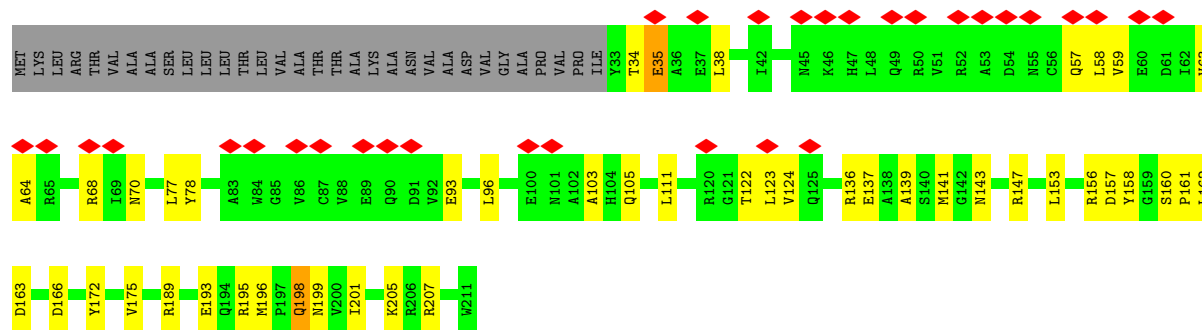 MET LYS LEU ARG THR VAL ALA ALA SER LEU LEU LEU THR LEU VAL ALA THR THR ALA LYS ALA ASN VAL ALA ASP VAL GLY ALA PRO VAL PRO ILE Y33 T34 E35 A36 E37 L38 I42 N45 K46 H47 L48 Q49 R50 V51 R52 A53 D54 N55 C56 Q57 L58 V59 E60 D61 I62
A64 R65 R68 I69 N70 L77 Y78 A83 W84 G85 V86 C87 V88 E89 Q90 D91 V92 E93 L96 E100 N101 A102 A103 H104 Q105 L111 R120 G121 T122 L123 V124 Q125 R136 E137 A138 A139 S140 M141 G142 N143 R147 L153 R156 D157 Y158 G159 S160 P161
D163 D166 Y172 V175 R189 E193 Q194 R195 M196 P197 Q198 N199 V200 I201 K205 R206 R207 W211